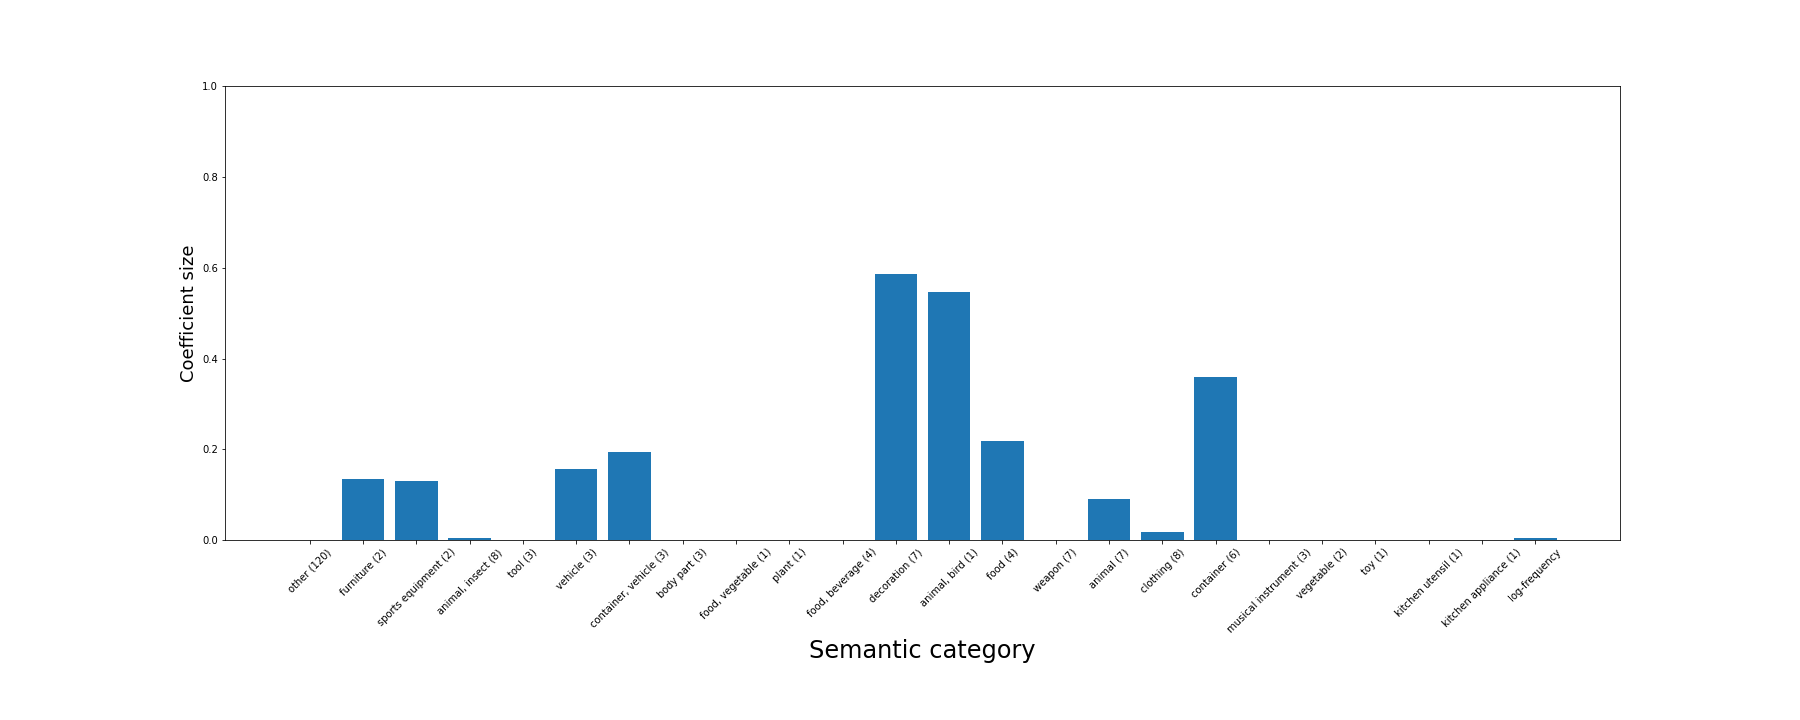 1.0
0.8
0.6
0.4
0.2
0.0
Coefficient size
other (120)
furniture (2)
sports equipment (2)
animal, insect (8)
tool (3)
vehicle (3)
container, vehicle (3)
body part (3)
food, vegetable (1)
plant (1)
food, beverage (4)
decoration (7)
animal, bird (1)
food (4)
weapon (7)
animal (7)
clothing (8)
container (6)
musical instrument (3)
vegetable (2)
toy (1)
kitchen utensil (1)
kitchen appliance (1)
log-frequency
Semantic category